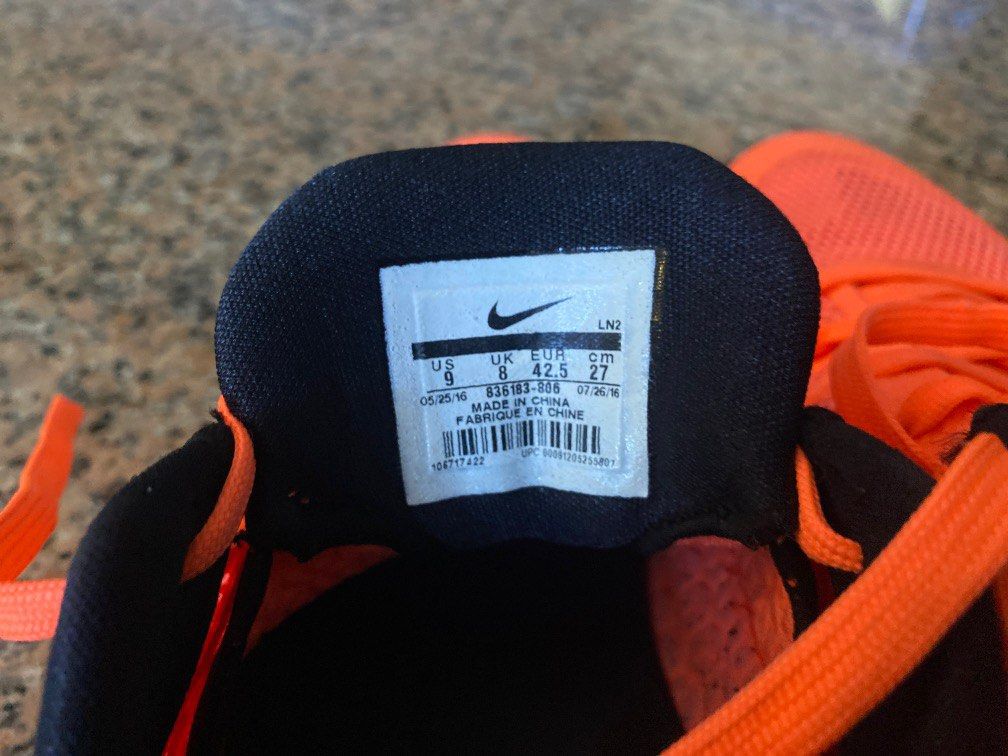 LN2
US UK EUR cm
9 8 42.5 27
05/25/16 836183-806 07/26/16
MADE IN CHINA
FABRIQUE EN CHINE
106717422 UPC